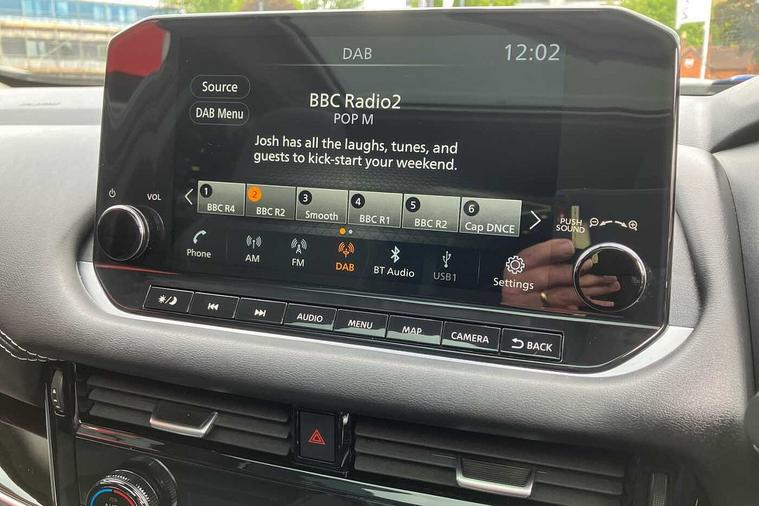 DAB
12:02
Source
DAB Menu
BBC Radio2
POP M
Josh has all the laughs, tunes, and
guests to kick-start your weekend.
1 BBC R4
2 BBC R2
3 Smooth
4 BBC R1
5 BBC R2
6 Cap DNCE
VOL
PUSH
SOUND
Phone
AM
FM
DAB
BT Audio
USB1
Settings
AUDIO
MENU
MAP
CAMERA
BACK